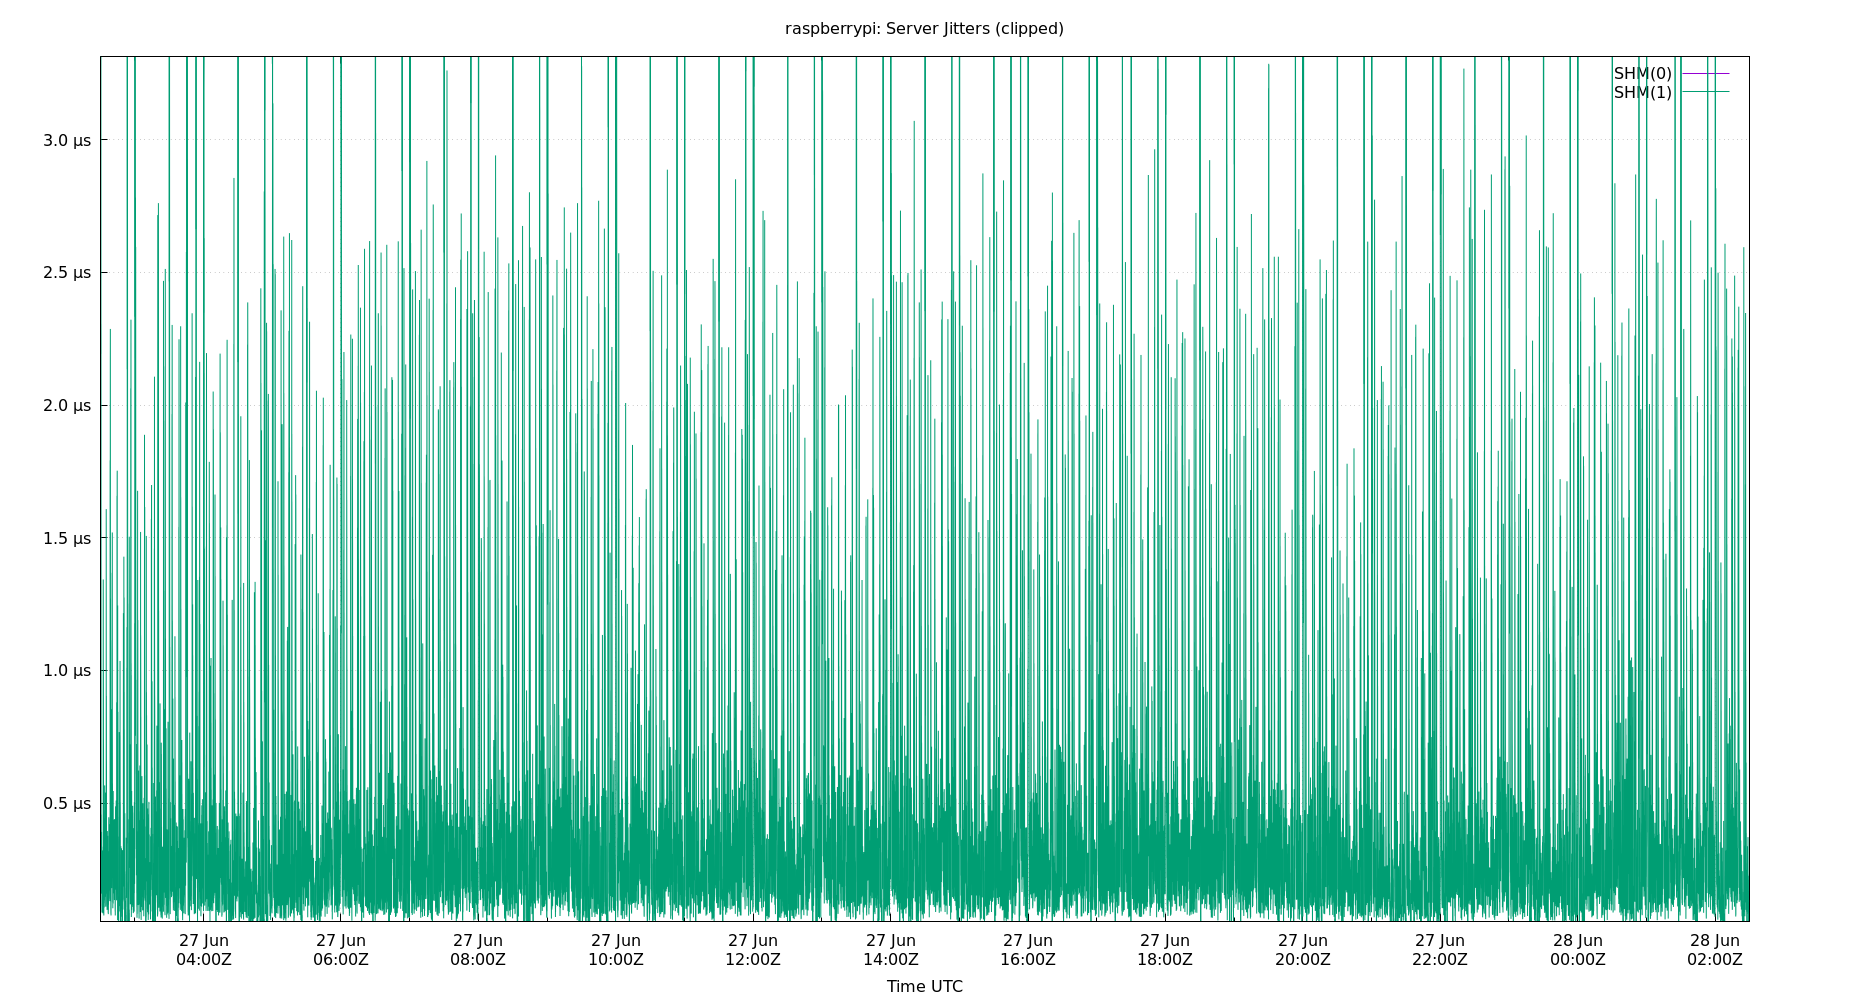 raspberrypi: Server Jitters (clipped)
SHM(0)
SHM(1)
3.0 µs
2.5 µs
2.0 µs
1.5 µs
1.0 µs
0.5 µs
27 Jun 27 Jun 27 Jun 27 Jun 27 Jun 27 Jun 27 Jun 27 Jun 27 Jun 27 Jun 28 Jun 28 Jun
04:00Z 06:00Z 08:00Z 10:00Z 12:00Z 14:00Z 16:00Z 18:00Z 20:00Z 22:00Z 00:00Z 02:00Z
Time UTC